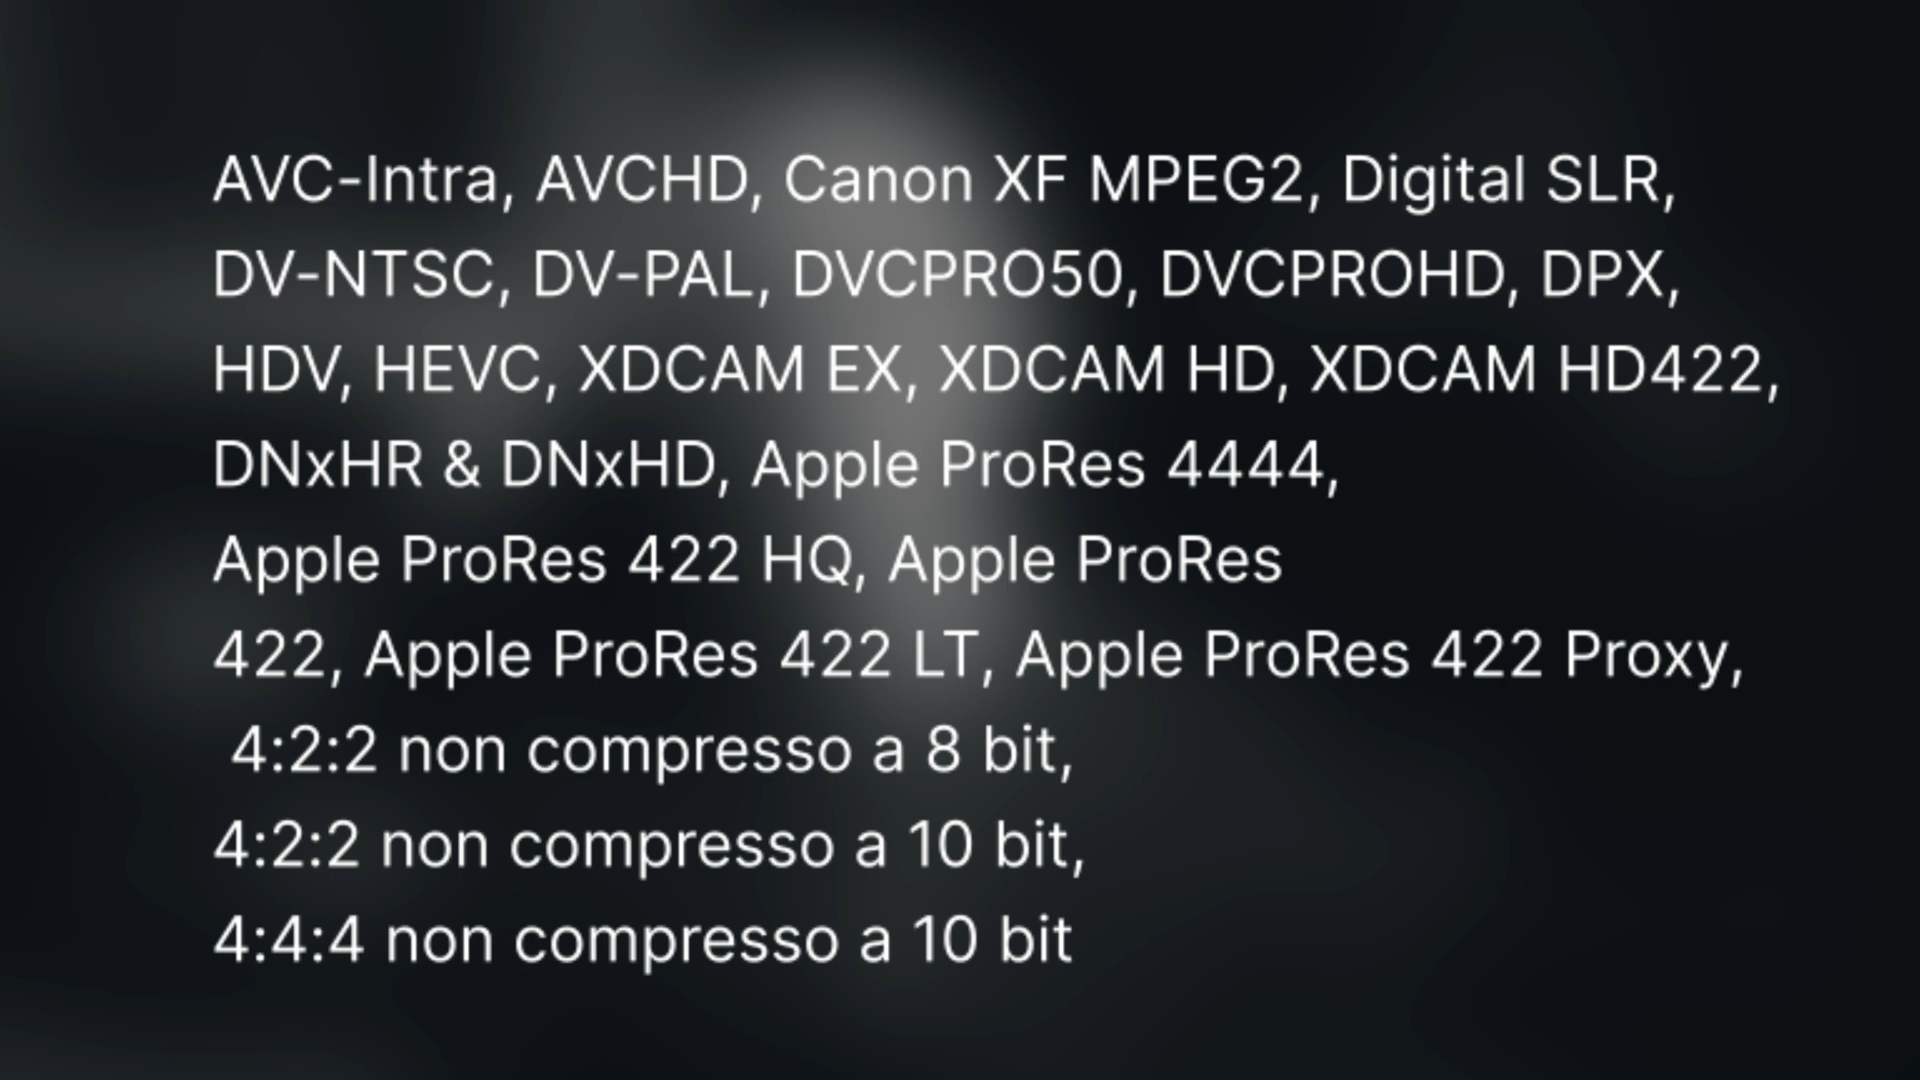 AVC-Intra, AVCHD, Canon XF MPEG2, Digital SLR,
DV-NTSC, DV-PAL, DVCPRO50, DVCPROHD, DPX,
HDV, HEVC, XDCAM EX, XDCAM HD, XDCAM HD422,
DNxHR & DNxHD, Apple ProRes 4444,
Apple ProRes 422 HQ, Apple ProRes
422, Apple ProRes 422 LT, Apple ProRes 422 Proxy,
4:2:2 non compresso a 8 bit,
4:2:2 non compresso a 10 bit,
4:4:4 non compresso a 10 bit